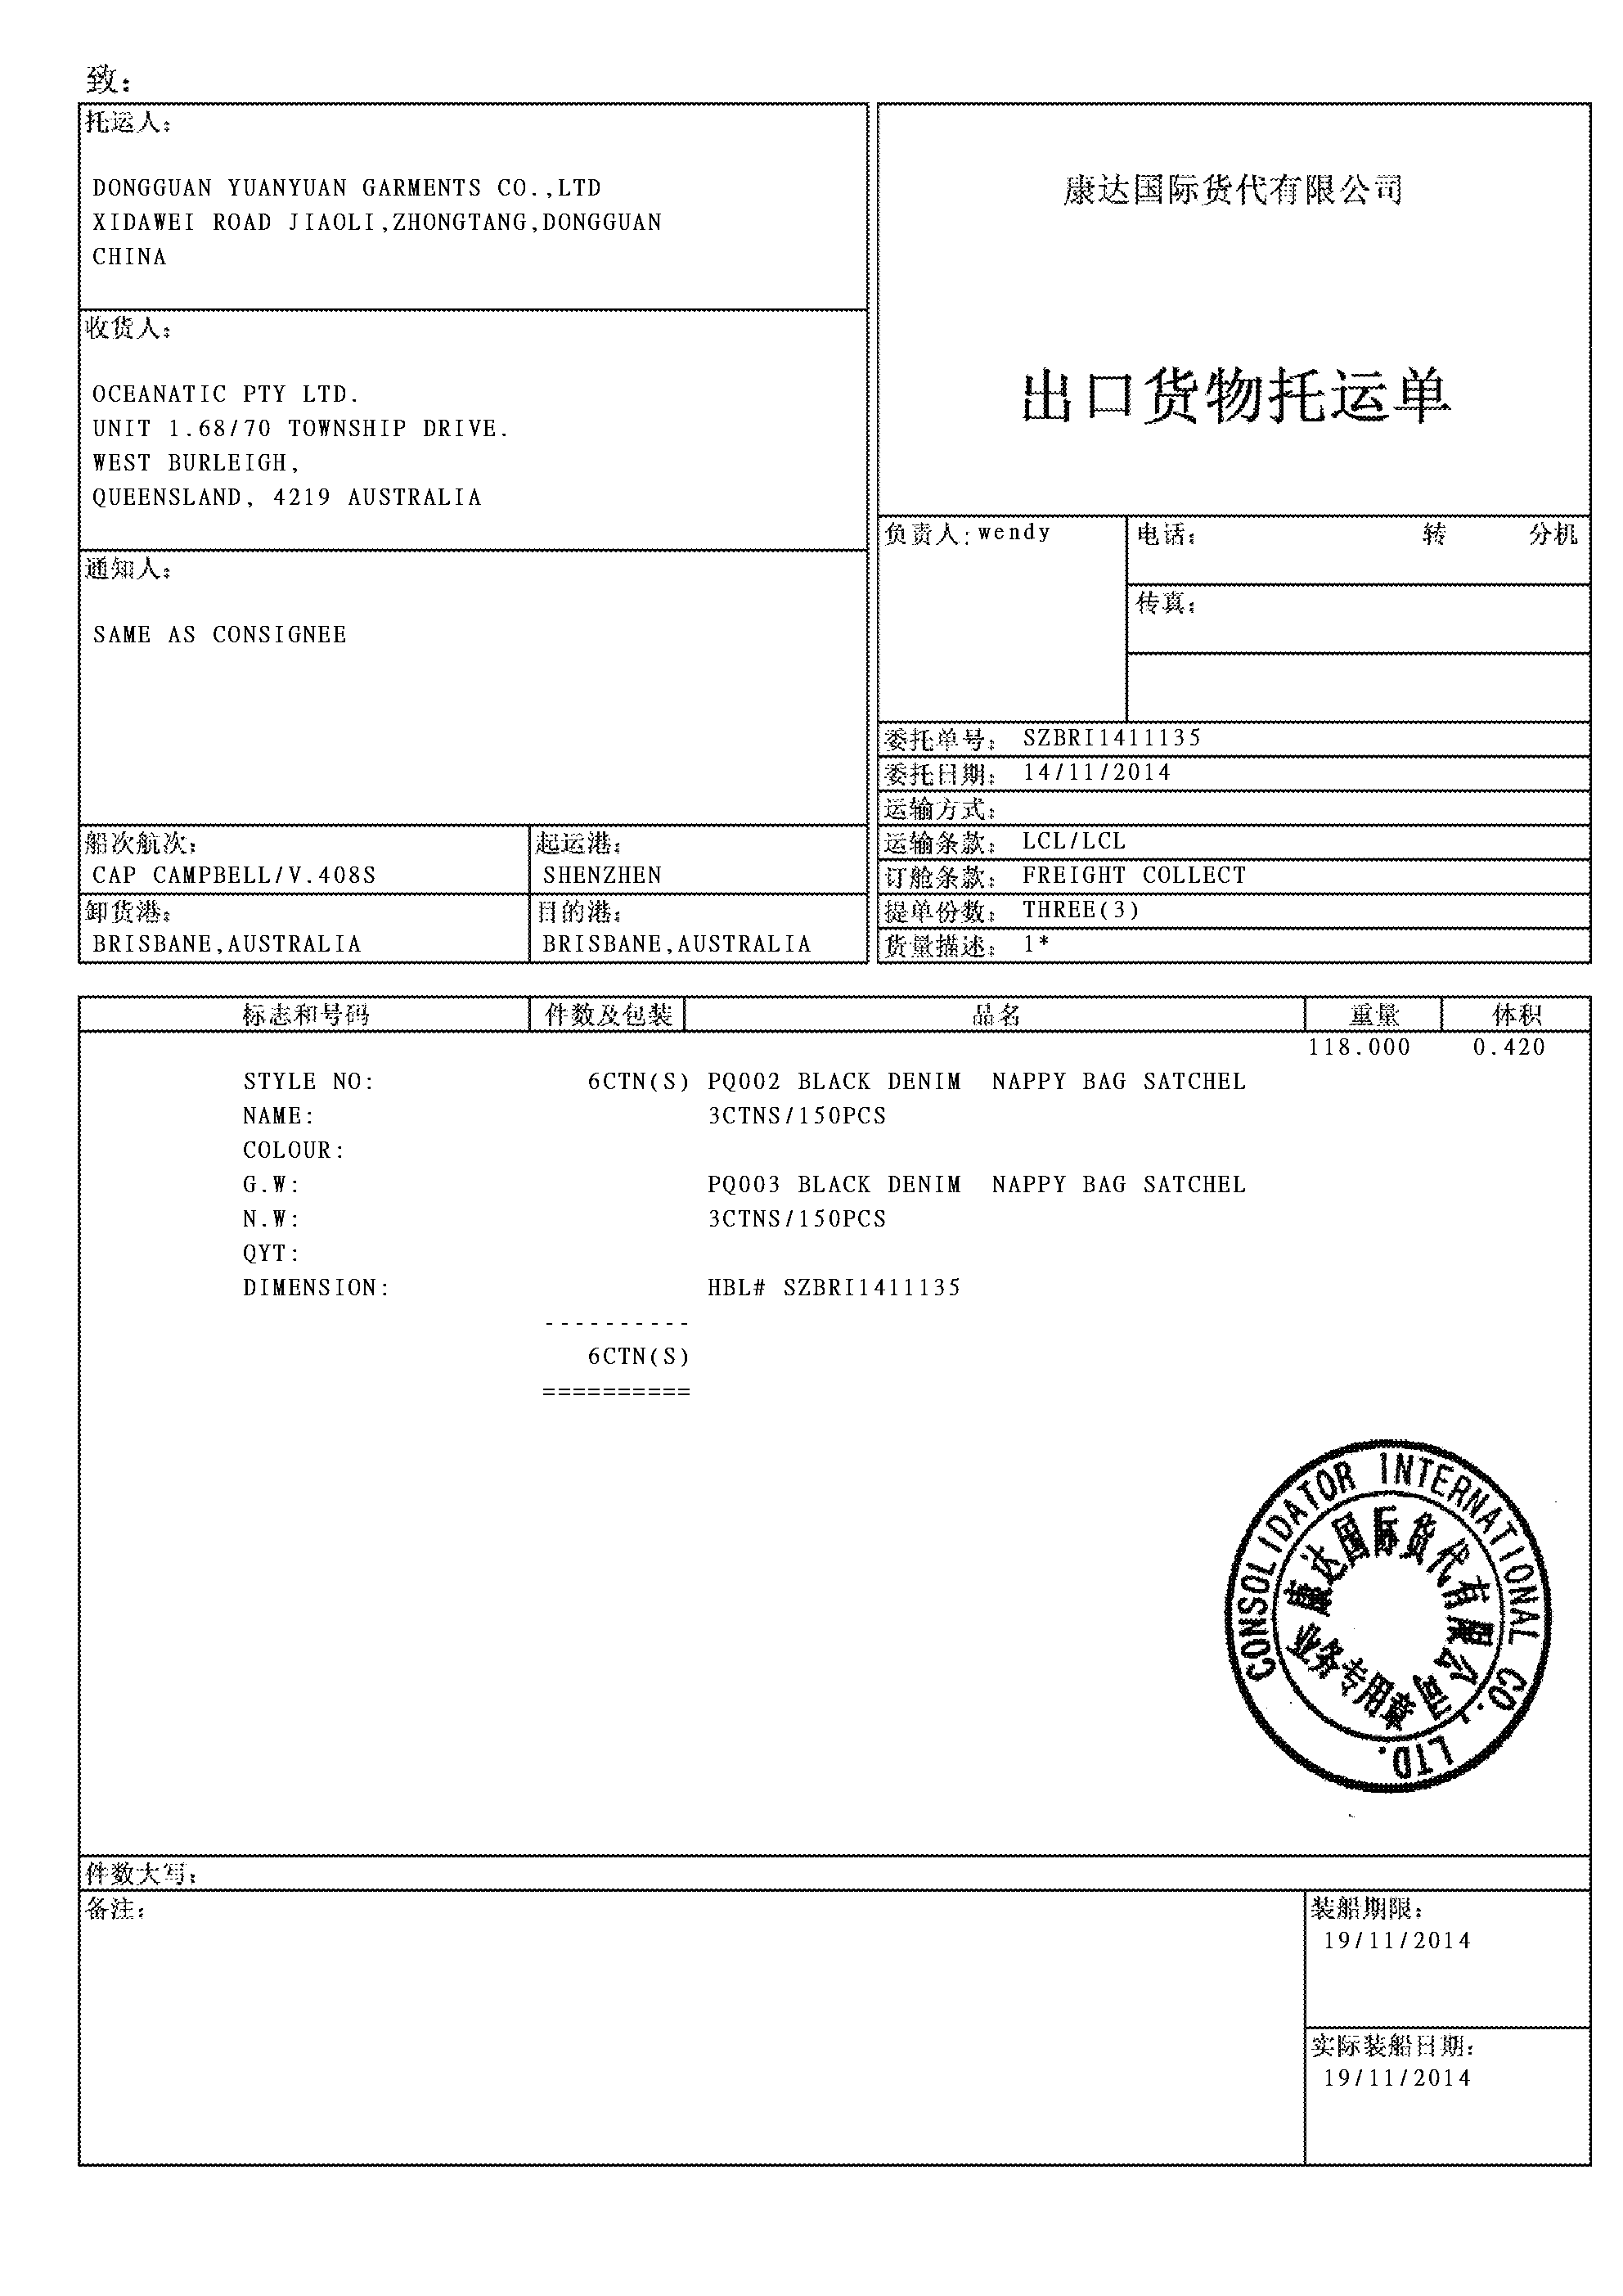 致：
托运人：
DONGGUAN YUANYUAN GARMENTS CO.,LTD
XIDAWEI ROAD JIAOLI,ZHONGTANG,DONGGUAN
CHINA
收货人：
OCEANATIC PTY LTD.
UNIT 1.68/70 TOWNSHIP DRIVE.
WEST BURLEIGH,
QUEENSLAND, 4219 AUSTRALIA
通知人：
SAME AS CONSIGNEE
船次航次：
CAP CAMPBELL/V.408S
起运港：
SHENZHEN
卸货港：
BRISBANE,AUSTRALIA
目的港：
BRISBANE,AUSTRALIA
康达国际货代有限公司
出口货物托运单
负责人:wendy
电话： 转 分机
传真：
委托单号： SZBRI1411135
委托日期： 14/11/2014
运输方式：
运输条款： LCL/LCL
订舱条款： FREIGHT COLLECT
提单份数： THREE(3)
货量描述： 1*
标志和号码 件数及包装 品名 重量 体积
118.000 0.420
STYLE NO: 6CTN(S) PQ002 BLACK DENIM  NAPPY BAG SATCHEL
NAME: 3CTNS/150PCS
COLOUR:
G.W: PQ003 BLACK DENIM  NAPPY BAG SATCHEL
N.W: 3CTNS/150PCS
QYT:
DIMENSION: HBL# SZBRI1411135
----------
6CTN(S)
==========
CONSOLIDATOR INTERNATIONAL CO., LTD.
康达国际货代有限公司
业务专用章
件数大写：
备注：
装船期限：
19/11/2014
实际装船日期：
19/11/2014